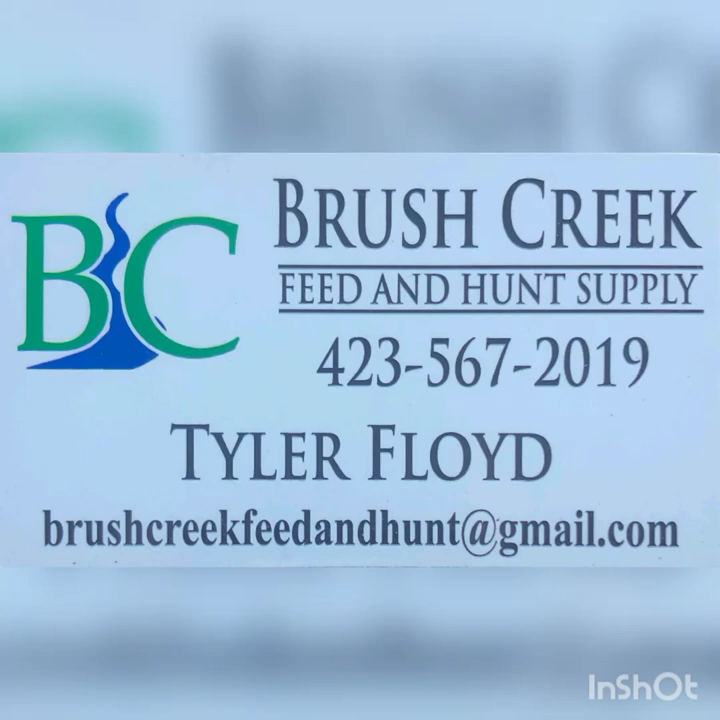 BC
BRUSH CREEK
FEED AND HUNT SUPPLY
423-567-2019
TYLER FLOYD
brushcreekfeedandhunt@gmail.com
InShOt